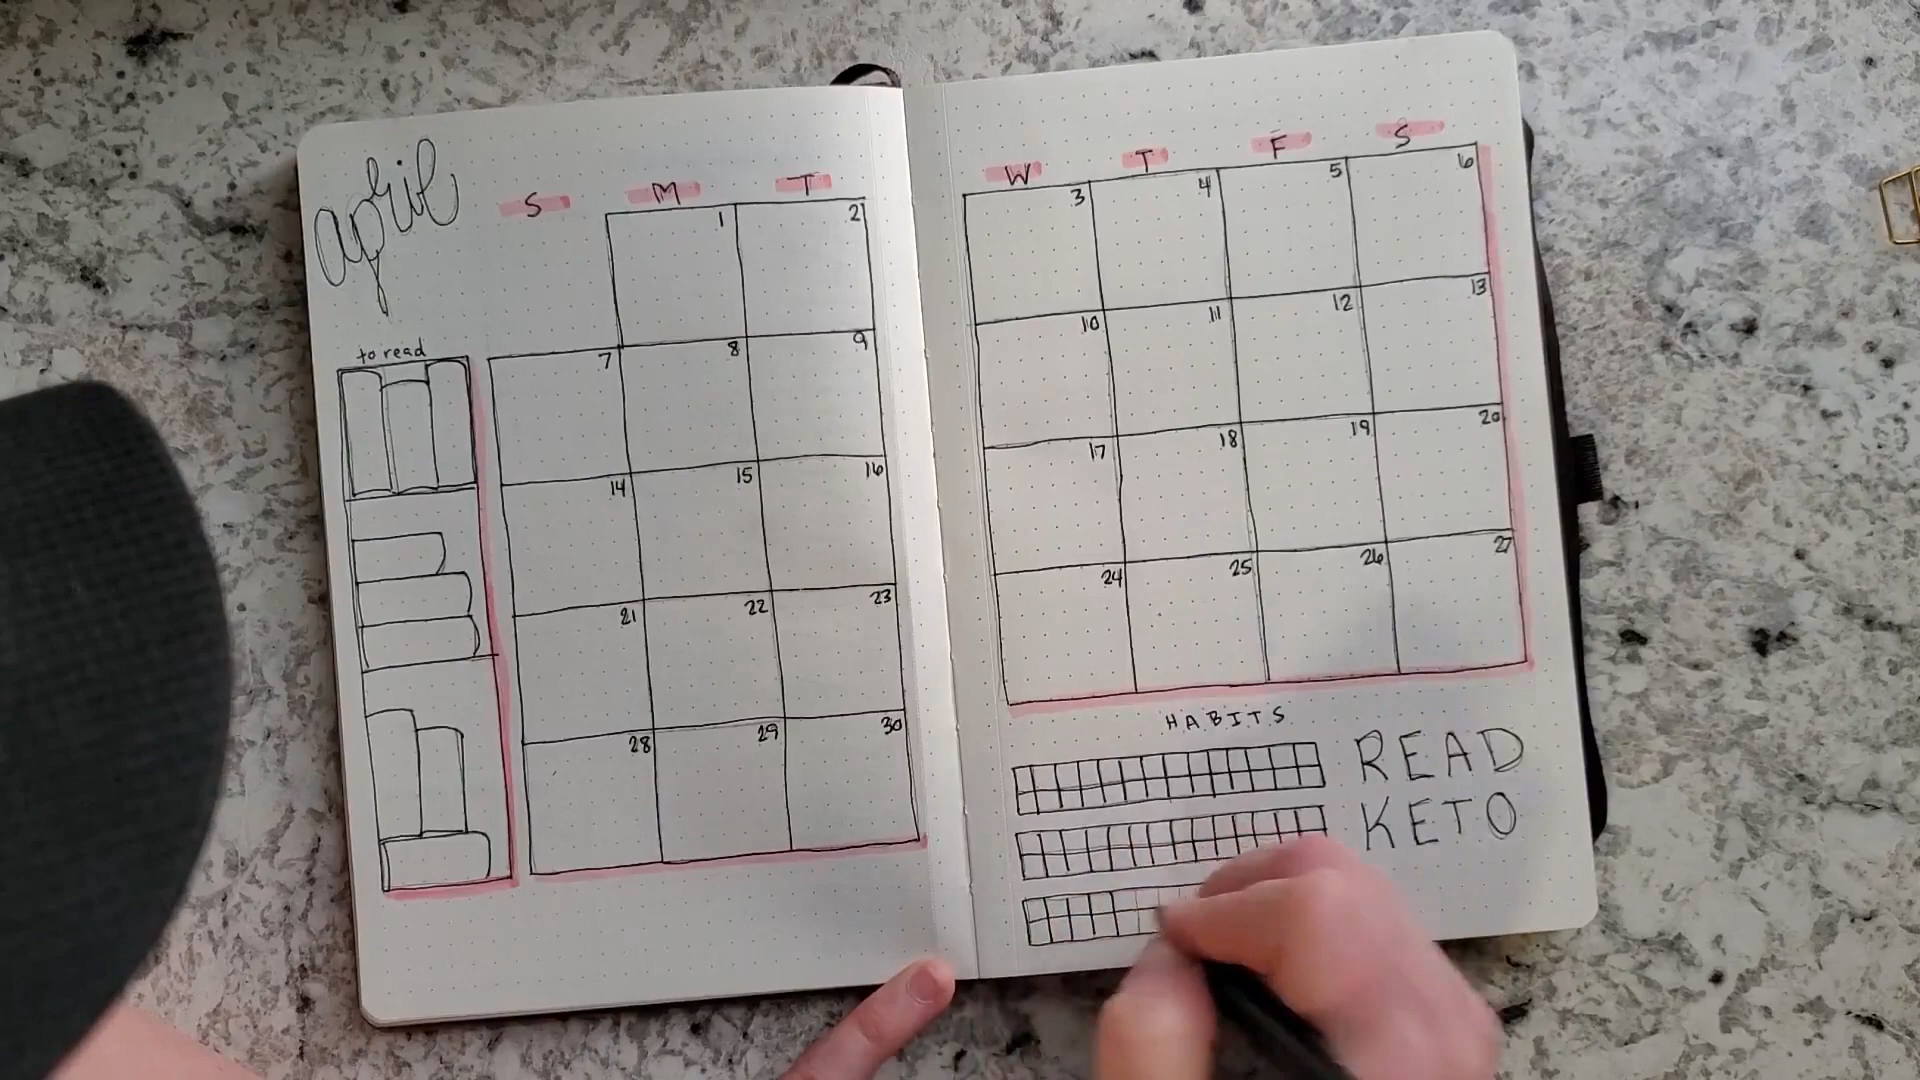 april
S M T W T F S
1 2 3 4 5 6
7 8 9 10 11 12 13
14 15 16 17 18 19 20
21 22 23 24 25 26 27
28 29 30
to read
HABITS
READ
KETO